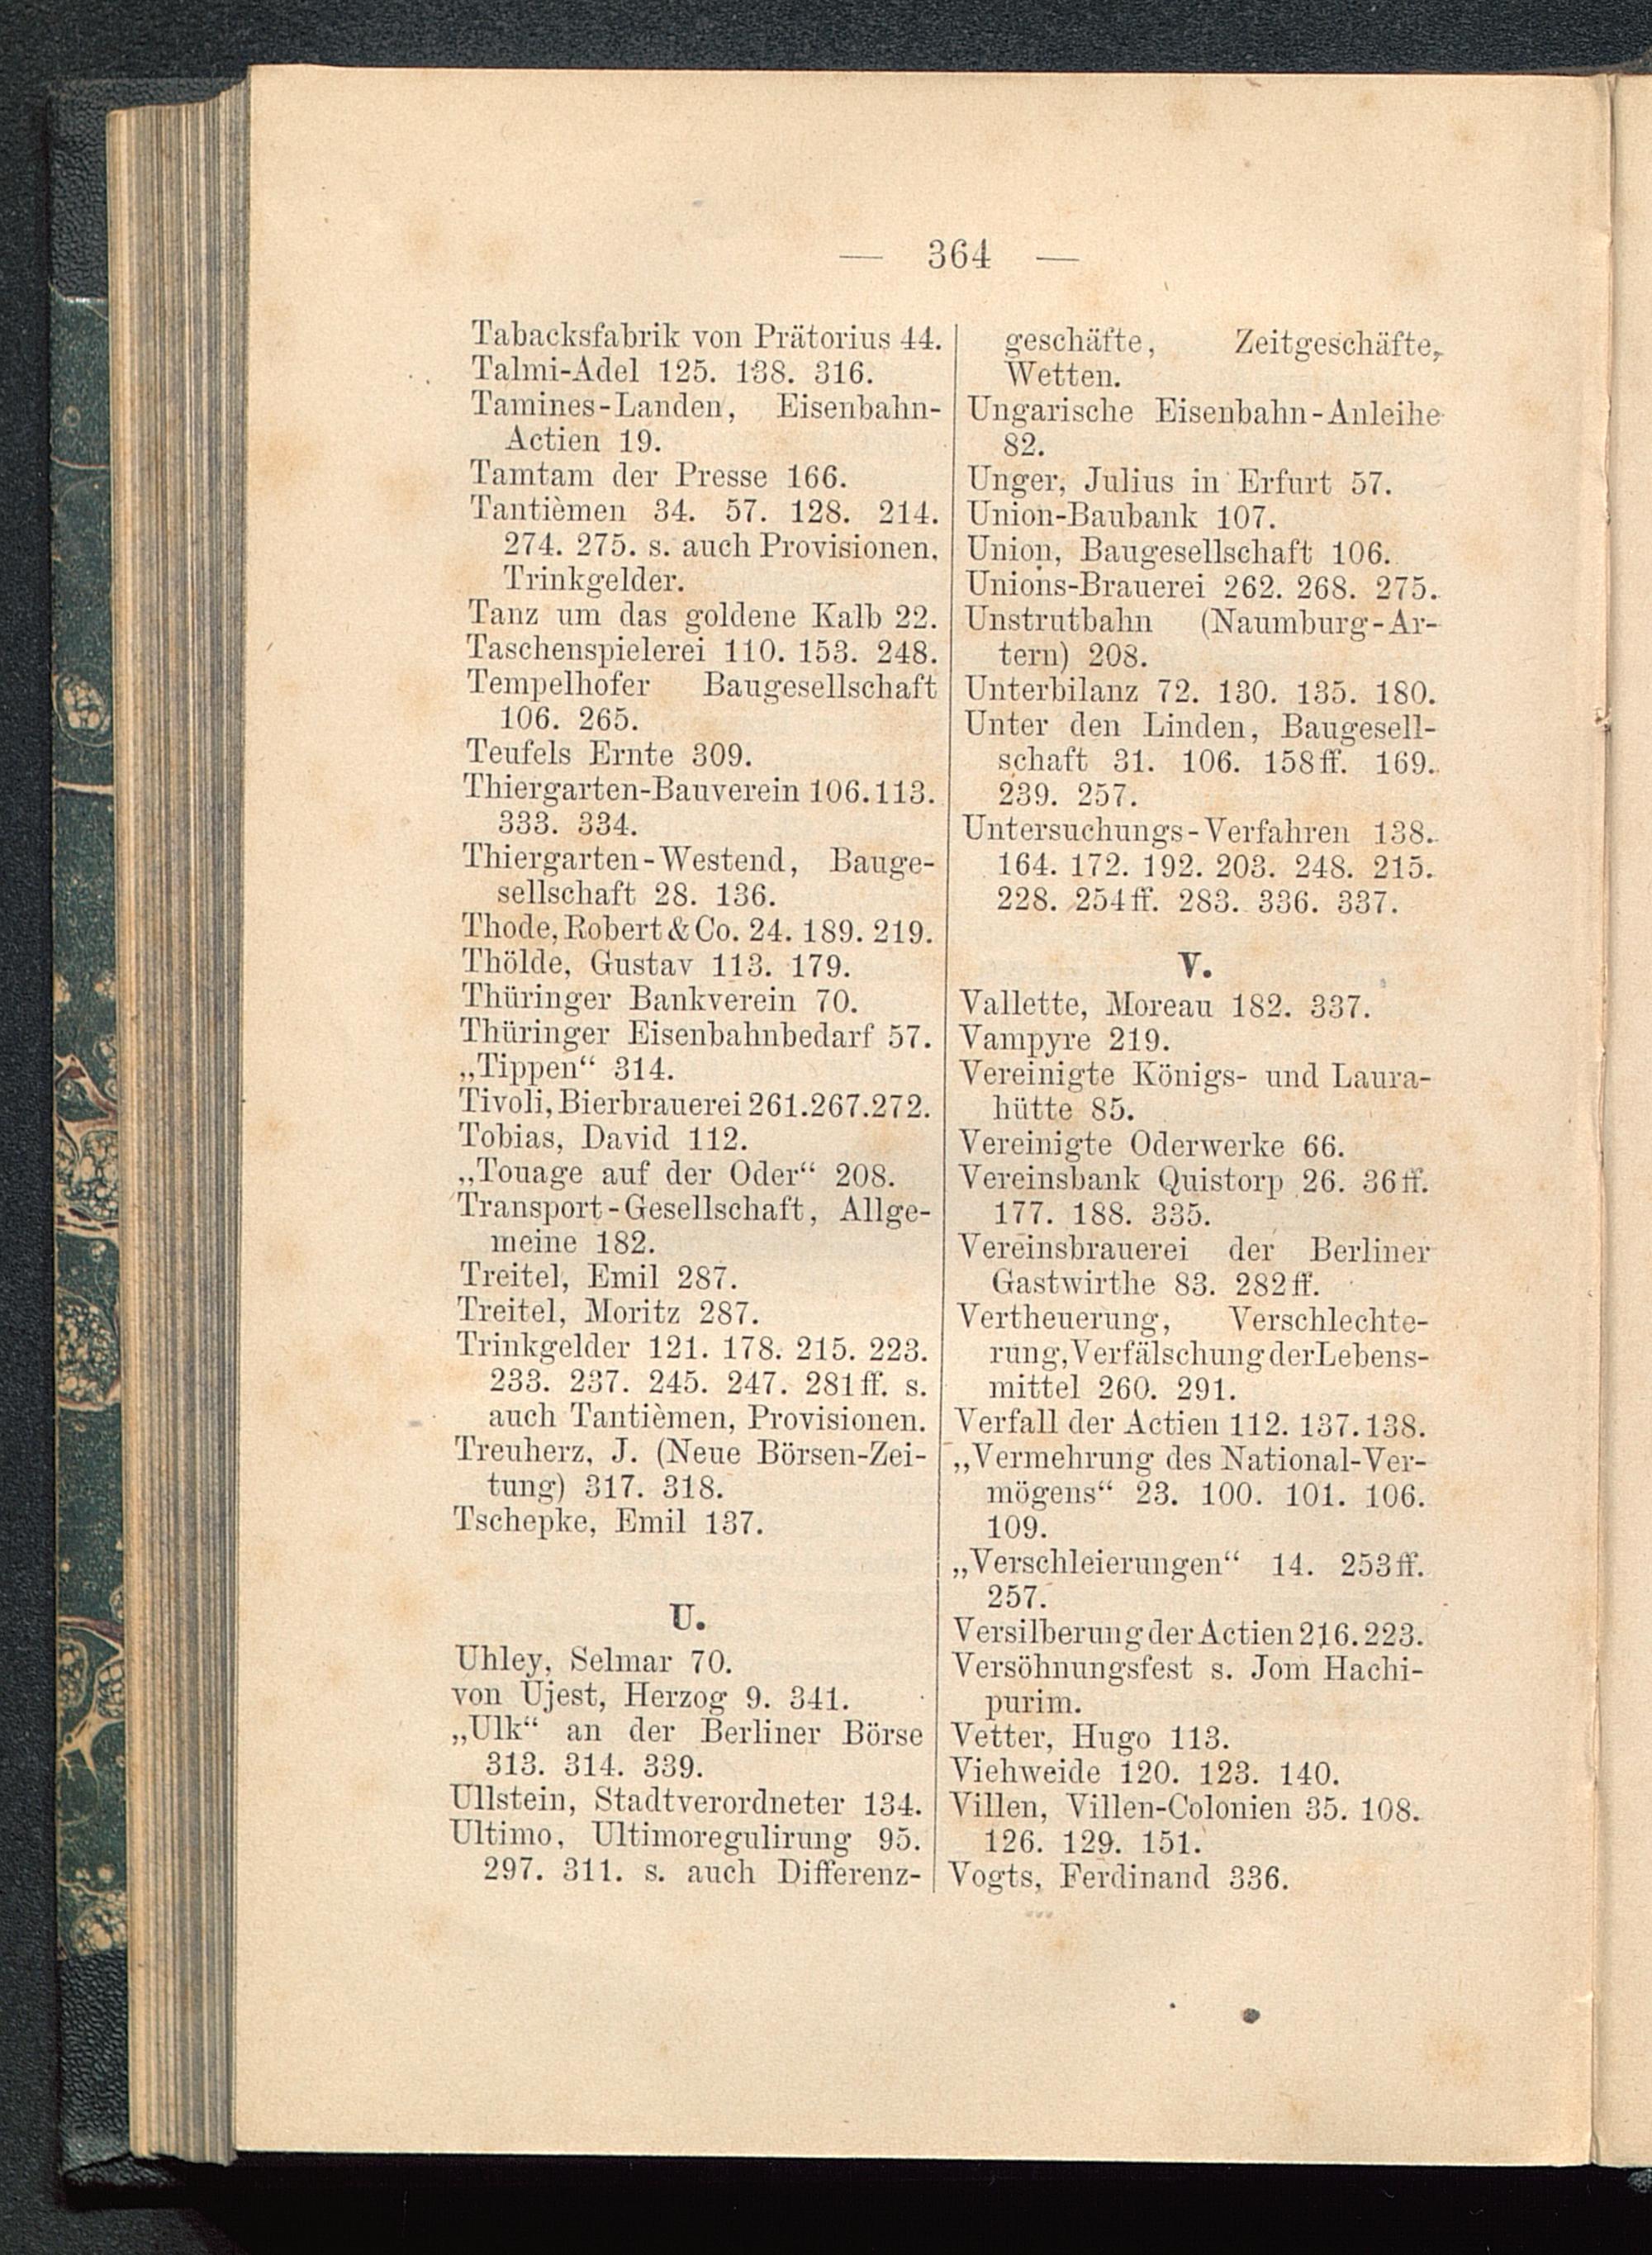 — 364 —
Tabacksfabrik von Prätorius 44.
Talmi-Adel 125. 138. 316.
Tamines-Landen, Eisenbahn-
Actien 19.
Tamtam der Presse 166.
Tantièmen 34. 57. 128. 214.
274. 275. s. auch Provisionen,
Trinkgelder.
Tanz um das goldene Kalb 22.
Taschenspielerei 110. 153. 248.
Tempelhofer Baugesellschaft
106. 265.
Teufels Ernte 309.
Thiergarten-Bauverein 106. 113.
333. 334.
Thiergarten-Westend, Bauge-
sellschaft 28. 136.
Thode, Robert & Co. 24. 189. 219.
Thölde, Gustav 113. 179.
Thüringer Bankverein 70.
Thüringer Eisenbahnbedarf 57.
„Tippen“ 314.
Tivoli, Bierbrauerei 261. 267. 272.
Tobias, David 112.
„Touage auf der Oder“ 208.
Transport-Gesellschaft, Allge-
meine 182.
Treitel, Emil 287.
Treitel, Moritz 287.
Trinkgelder 121. 178. 215. 223.
233. 237. 245. 247. 281 ff. s.
auch Tantièmen, Provisionen.
Treuherz, J. (Neue Börsen-Zei-
tung) 317. 318.
Tschepke, Emil 137.
U.
Uhley, Selmar 70.
von Ujest, Herzog 9. 341.
„Ulk“ an der Berliner Börse
313. 314. 339.
Ullstein, Stadtverordneter 134.
Ultimo, Ultimoregulirung 95.
297. 311. s. auch Differenz-
geschäfte, Zeitgeschäfte,
Wetten.
Ungarische Eisenbahn-Anleihe
82.
Unger, Julius in Erfurt 57.
Union-Baubank 107.
Union, Baugesellschaft 106.
Unions-Brauerei 262. 268. 275.
Unstrutbahn (Naumburg-Ar-
tern) 208.
Unterbilanz 72. 130. 135. 180.
Unter den Linden, Baugesell-
schaft 31. 106. 158 ff. 169.
239. 257.
Untersuchungs-Verfahren 138.
164. 172. 192. 203. 248. 215.
228. 254 ff. 283. 336. 337.
V.
Vallette, Moreau 182. 337.
Vampyre 219.
Vereinigte Königs- und Laura-
hütte 85.
Vereinigte Oderwerke 66.
Vereinsbank Quistorp 26. 36 ff.
177. 188. 335.
Vereinsbrauerei der Berliner
Gastwirthe 83. 282 ff.
Vertheuerung, Verschlechte-
rung, Verfälschung der Lebens-
mittel 260. 291.
Verfall der Actien 112. 137. 138.
„Vermehrung des National-Ver-
mögens“ 23. 100. 101. 106.
109.
„Verschleierungen“ 14. 253 ff.
257.
Versilberung der Actien 216. 223.
Versöhnungsfest s. Jom Hachi-
purim.
Vetter, Hugo 113.
Viehweide 120. 123. 140.
Villen, Villen-Colonien 35. 108.
126. 129. 151.
Vogts, Ferdinand 336.